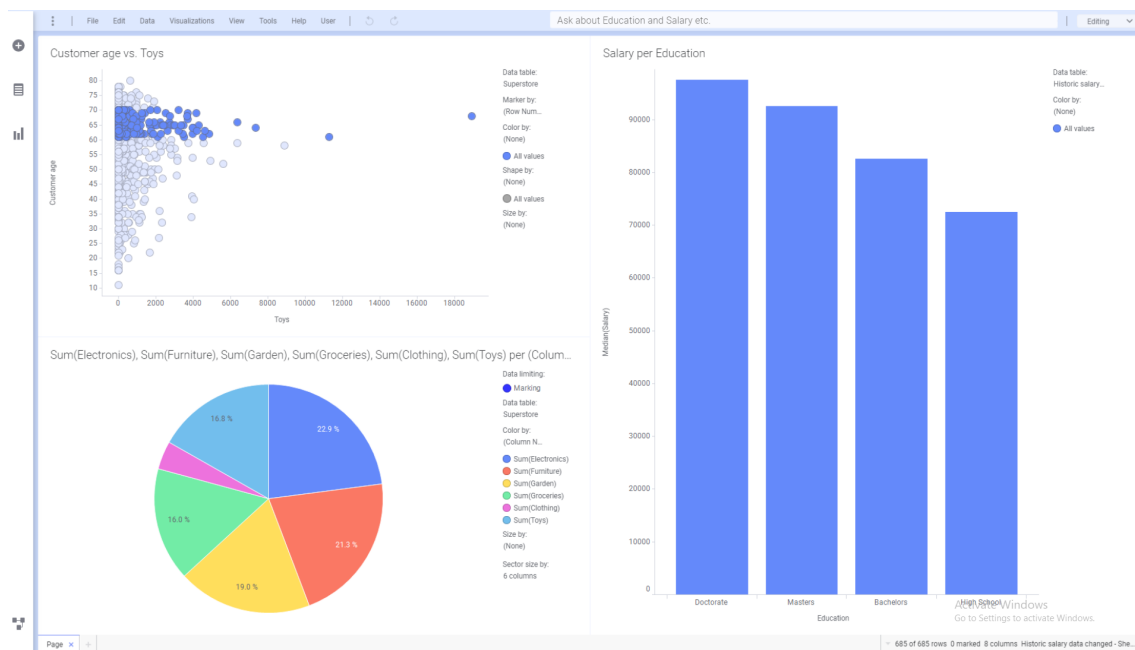 File Edit Data Visualizations View Tools Help User
Ask about Education and Salary etc.
Editing
Customer age vs. Toys
80
75
70
65
60
55
50
45
40
35
30
25
20
15
10
Customer age
0 2000 4000 6000 8000 10000 12000 14000 16000 18000
Toys
Data table:
Superstore
Marker by:
(Row Num...
Color by:
(None)
All values
Shape by:
(None)
All values
Size by:
(None)
Sum(Electronics), Sum(Furniture), Sum(Garden), Sum(Groceries), Sum(Clothing), Sum(Toys) per (Colum...
16.8 %
22.9 %
16.0 %
21.3 %
19.0 %
Data limiting:
Marking
Data table:
Superstore
Color by:
(Column N...
Sum(Electronics)
Sum(Furniture)
Sum(Garden)
Sum(Groceries)
Sum(Clothing)
Sum(Toys)
Size by:
(None)
Sector size by:
6 columns
Salary per Education
90000
80000
70000
60000
50000
40000
30000
20000
10000
0
Median(Salary)
Doctorate Masters Bachelors High School
Education
Data table:
Historic salary...
Color by:
(None)
All values
Activate Windows
Go to Settings to activate Windows.
Page × +
685 of 685 rows 0 marked 8 columns Historic salary data changed - She...